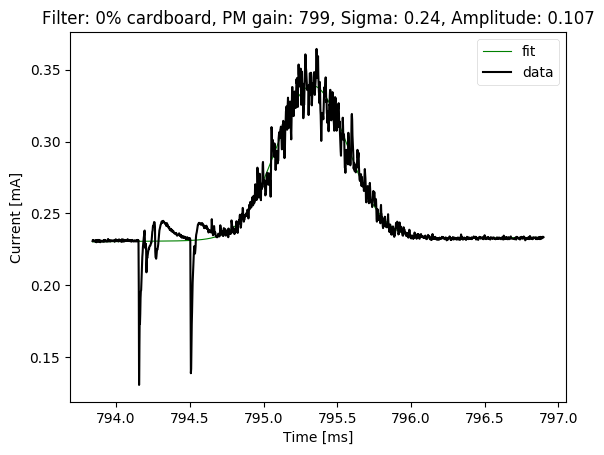 Filter: 0% cardboard, PM gain: 799, Sigma: 0.24, Amplitude: 0.107
fit
data
0.35
0.30
0.25
0.20
0.15
Current [mA]
794.0 794.5 795.0 795.5 796.0 796.5 797.0
Time [ms]